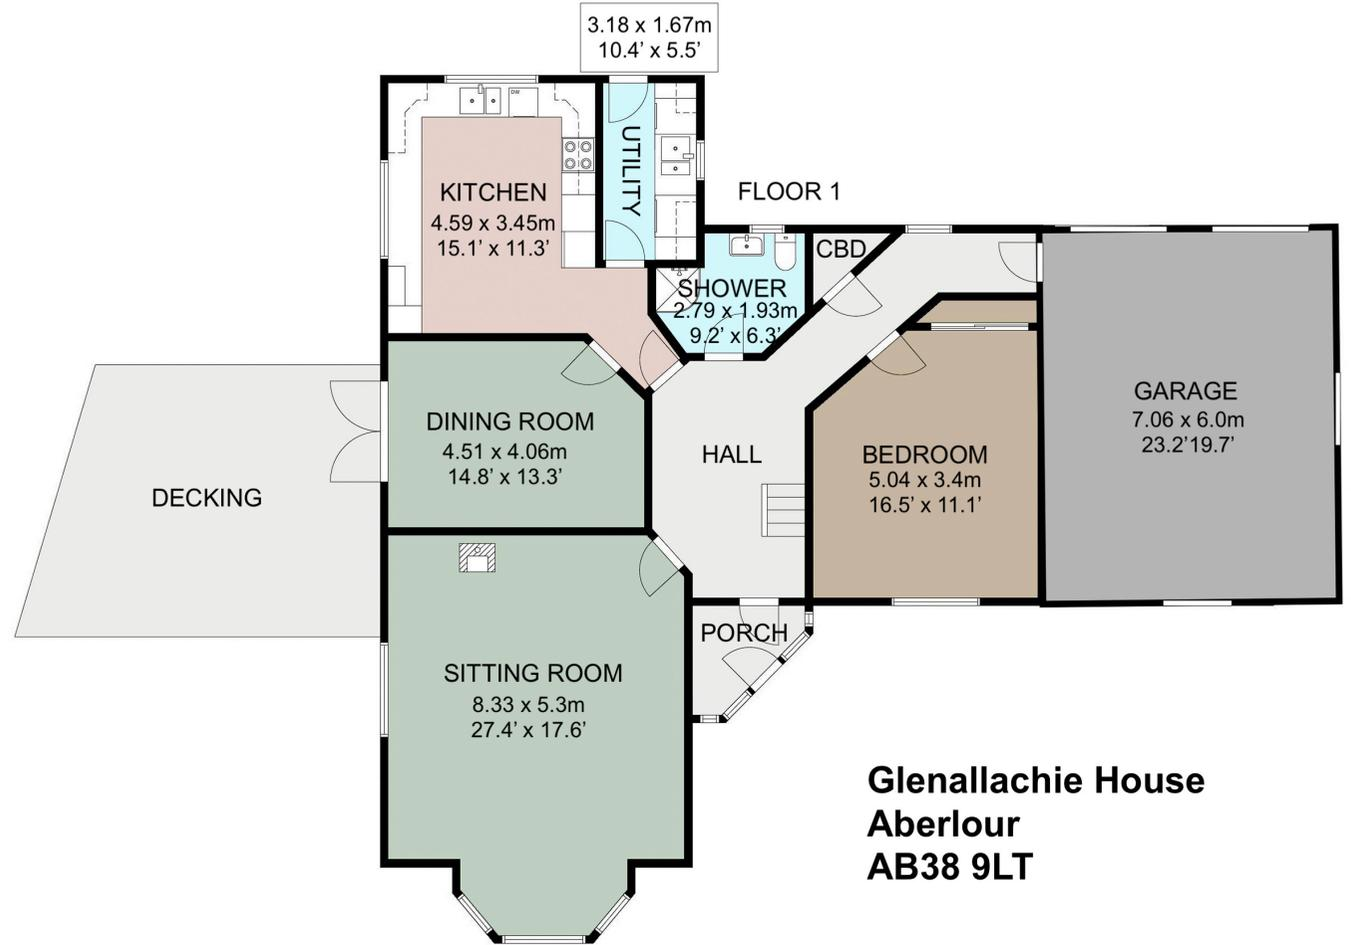 3.18 x 1.67m
10.4’ x 5.5’
DW
UTILITY
KITCHEN
4.59 x 3.45m
15.1’ x 11.3’
FLOOR 1
CBD
SHOWER
2.79 x 1.93m
9.2’ x 6.3’
DINING ROOM
4.51 x 4.06m
14.8’ x 13.3’
HALL
BEDROOM
5.04 x 3.4m
16.5’ x 11.1’
GARAGE
7.06 x 6.0m
23.2’19.7’
DECKING
PORCH
SITTING ROOM
8.33 x 5.3m
27.4’ x 17.6’
Glenallachie House
Aberlour
AB38 9LT